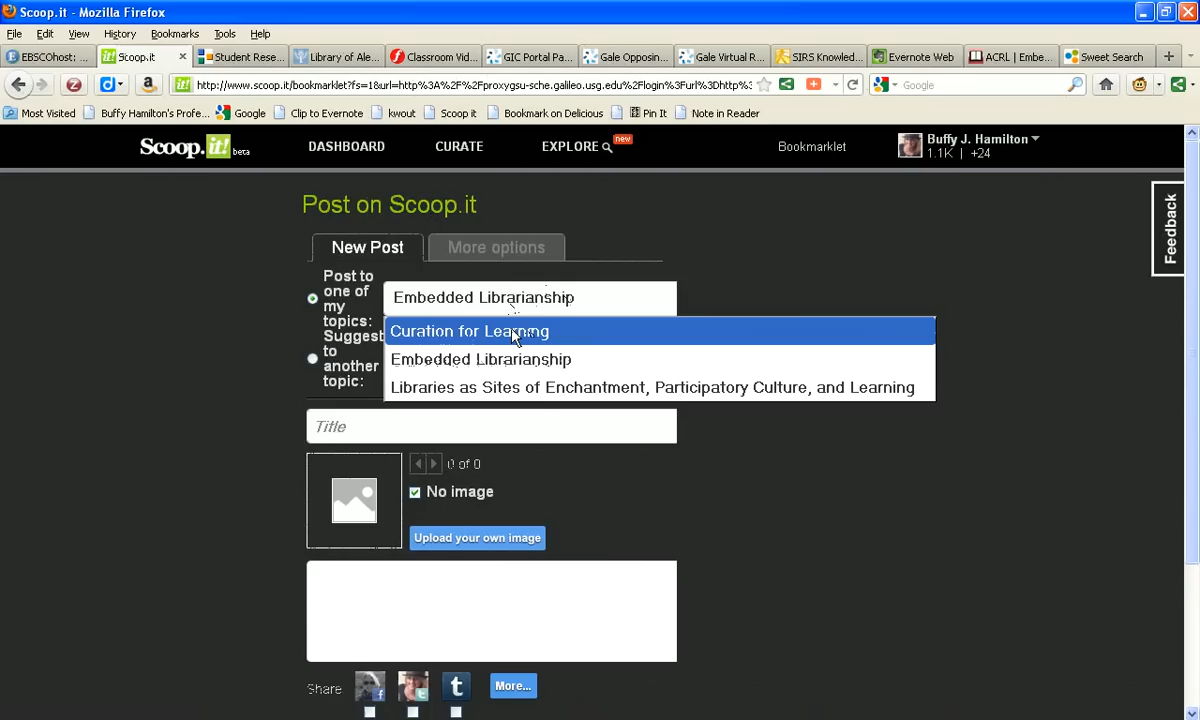 Scoop.it - Mozilla Firefox
File Edit View History Bookmarks Tools Help
EBSCOhost: ... Scoop.it Student Rese... Library of Ale... Classroom Vid... GIC Portal Pa... Gale Opposin... Gale Virtual R... SIRS Knowled... Evernote Web ACRL | Embe... Sweet Search
http://www.scoop.it/bookmarklet?fs=1&url=http%3A%2F%2Fproxygsu-sche.galileo.usg.edu%2Flogin%3Furl%3Dhttp%3 Google
Most Visited Buffy Hamilton's Profe... Google Clip to Evernote kwout Scoop it Bookmark on Delicious Pin It Note in Reader
Scoop.it! beta DASHBOARD CURATE EXPLORE new Bookmarklet Buffy J. Hamilton
1.1K | +24
Feedback
Post on Scoop.it
New Post More options
Post to
one of
my
topics:
Embedded Librarianship
Curation for Learning
Embedded Librarianship
Libraries as Sites of Enchantment, Participatory Culture, and Learning
Suggest
to
another
topic:
Title
0 of 0
No image
Upload your own image
Share f t t More...